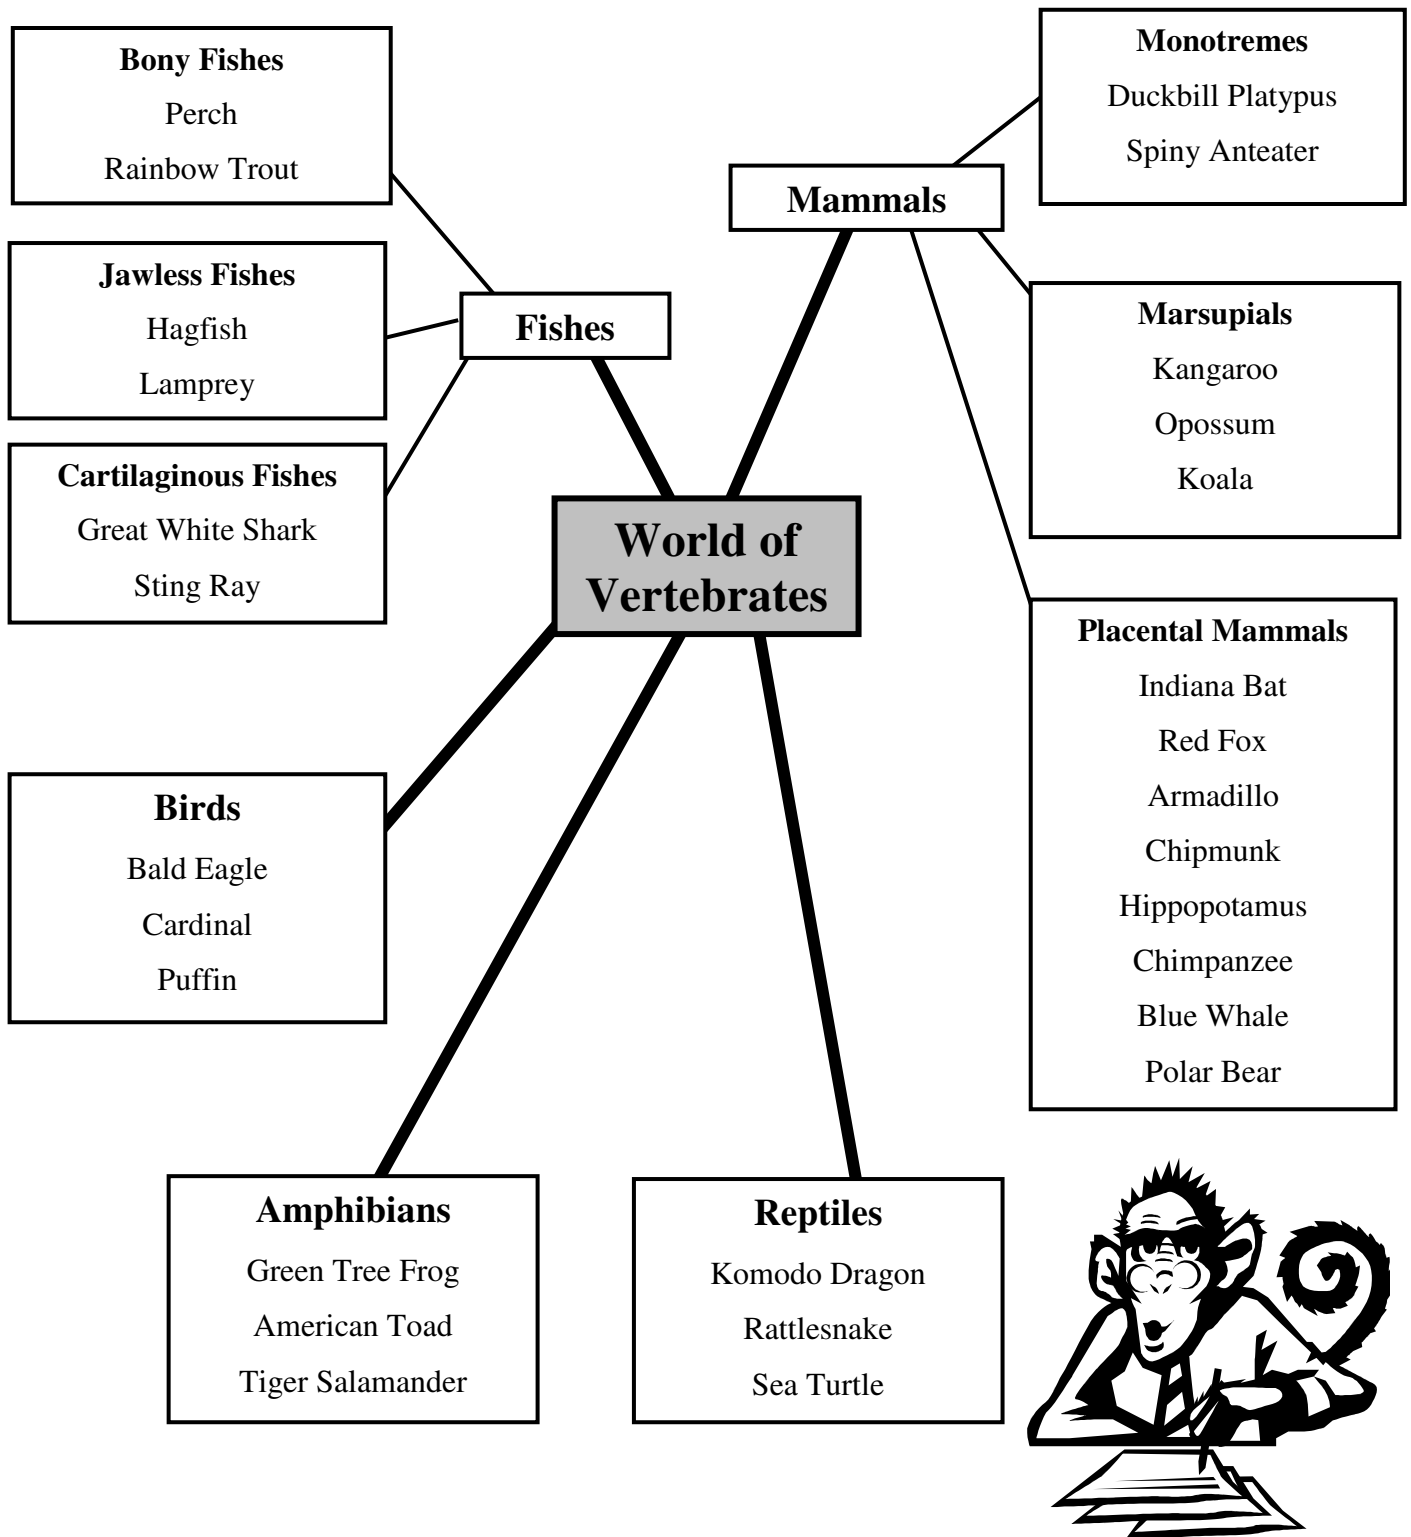 Bony Fishes
Perch
Rainbow Trout
Jawless Fishes
Hagfish
Lamprey
Cartilaginous Fishes
Great White Shark
Sting Ray
Fishes
Mammals
Monotremes
Duckbill Platypus
Spiny Anteater
Marsupials
Kangaroo
Opossum
Koala
World of
Vertebrates
Placental Mammals
Indiana Bat
Red Fox
Armadillo
Chipmunk
Hippopotamus
Chimpanzee
Blue Whale
Polar Bear
Birds
Bald Eagle
Cardinal
Puffin
Amphibians
Green Tree Frog
American Toad
Tiger Salamander
Reptiles
Komodo Dragon
Rattlesnake
Sea Turtle